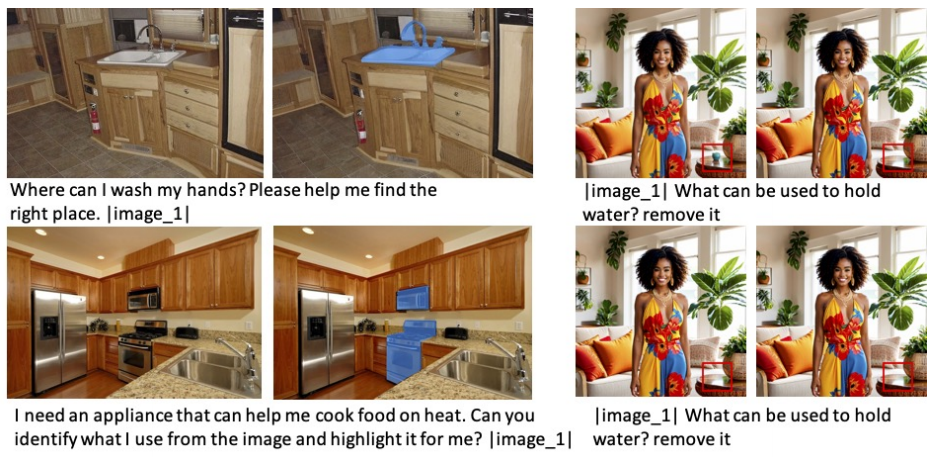 Where can I wash my hands? Please help me find the
right place. |image_1|
|image_1| What can be used to hold
water? remove it
I need an appliance that can help me cook food on heat. Can you
identify what I use from the image and highlight it for me? |image_1|
|image_1| What can be used to hold
water? remove it